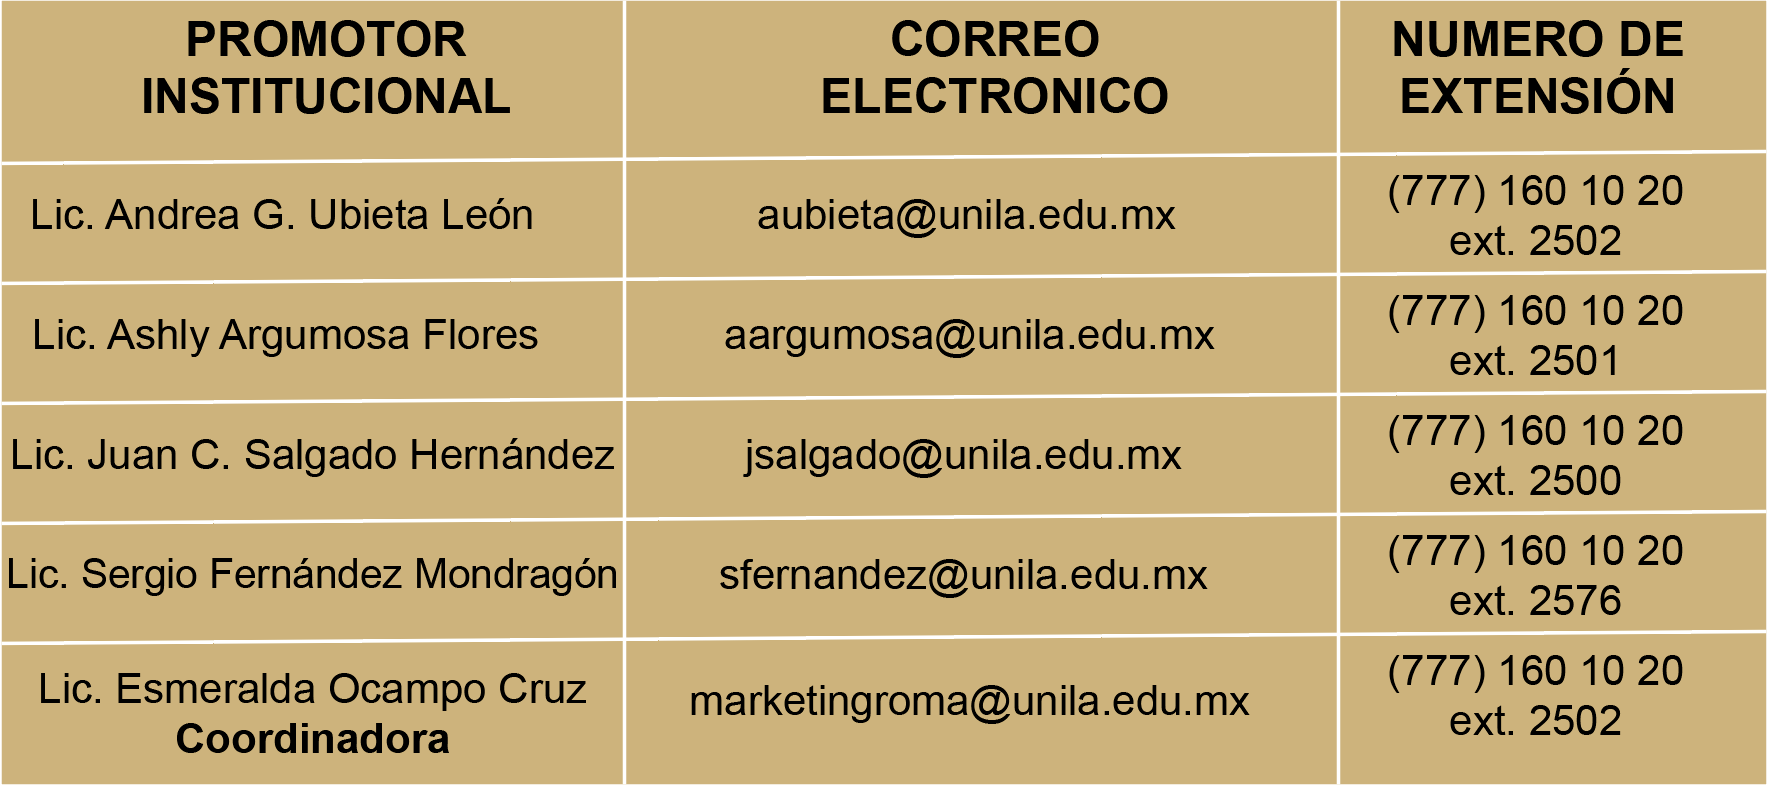 PROMOTOR
INSTITUCIONAL
CORREO
ELECTRONICO
NUMERO DE
EXTENSIÓN
Lic. Andrea G. Ubieta León
aubieta@unila.edu.mx
(777) 160 10 20
ext. 2502
Lic. Ashly Argumosa Flores
aargumosa@unila.edu.mx
(777) 160 10 20
ext. 2501
Lic. Juan C. Salgado Hernández
jsalgado@unila.edu.mx
(777) 160 10 20
ext. 2500
Lic. Sergio Fernández Mondragón
sfernandez@unila.edu.mx
(777) 160 10 20
ext. 2576
Lic. Esmeralda Ocampo Cruz
Coordinadora
marketingroma@unila.edu.mx
(777) 160 10 20
ext. 2502